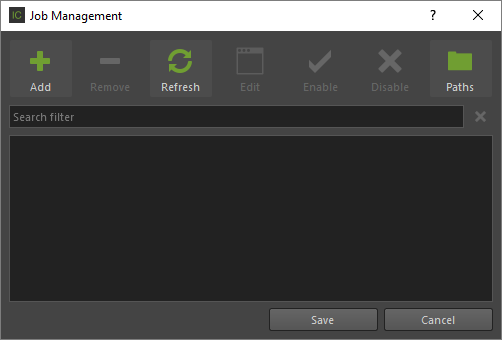 IC Job Management ?
Add Remove Refresh Edit Enable Disable Paths
Search filter
Save Cancel